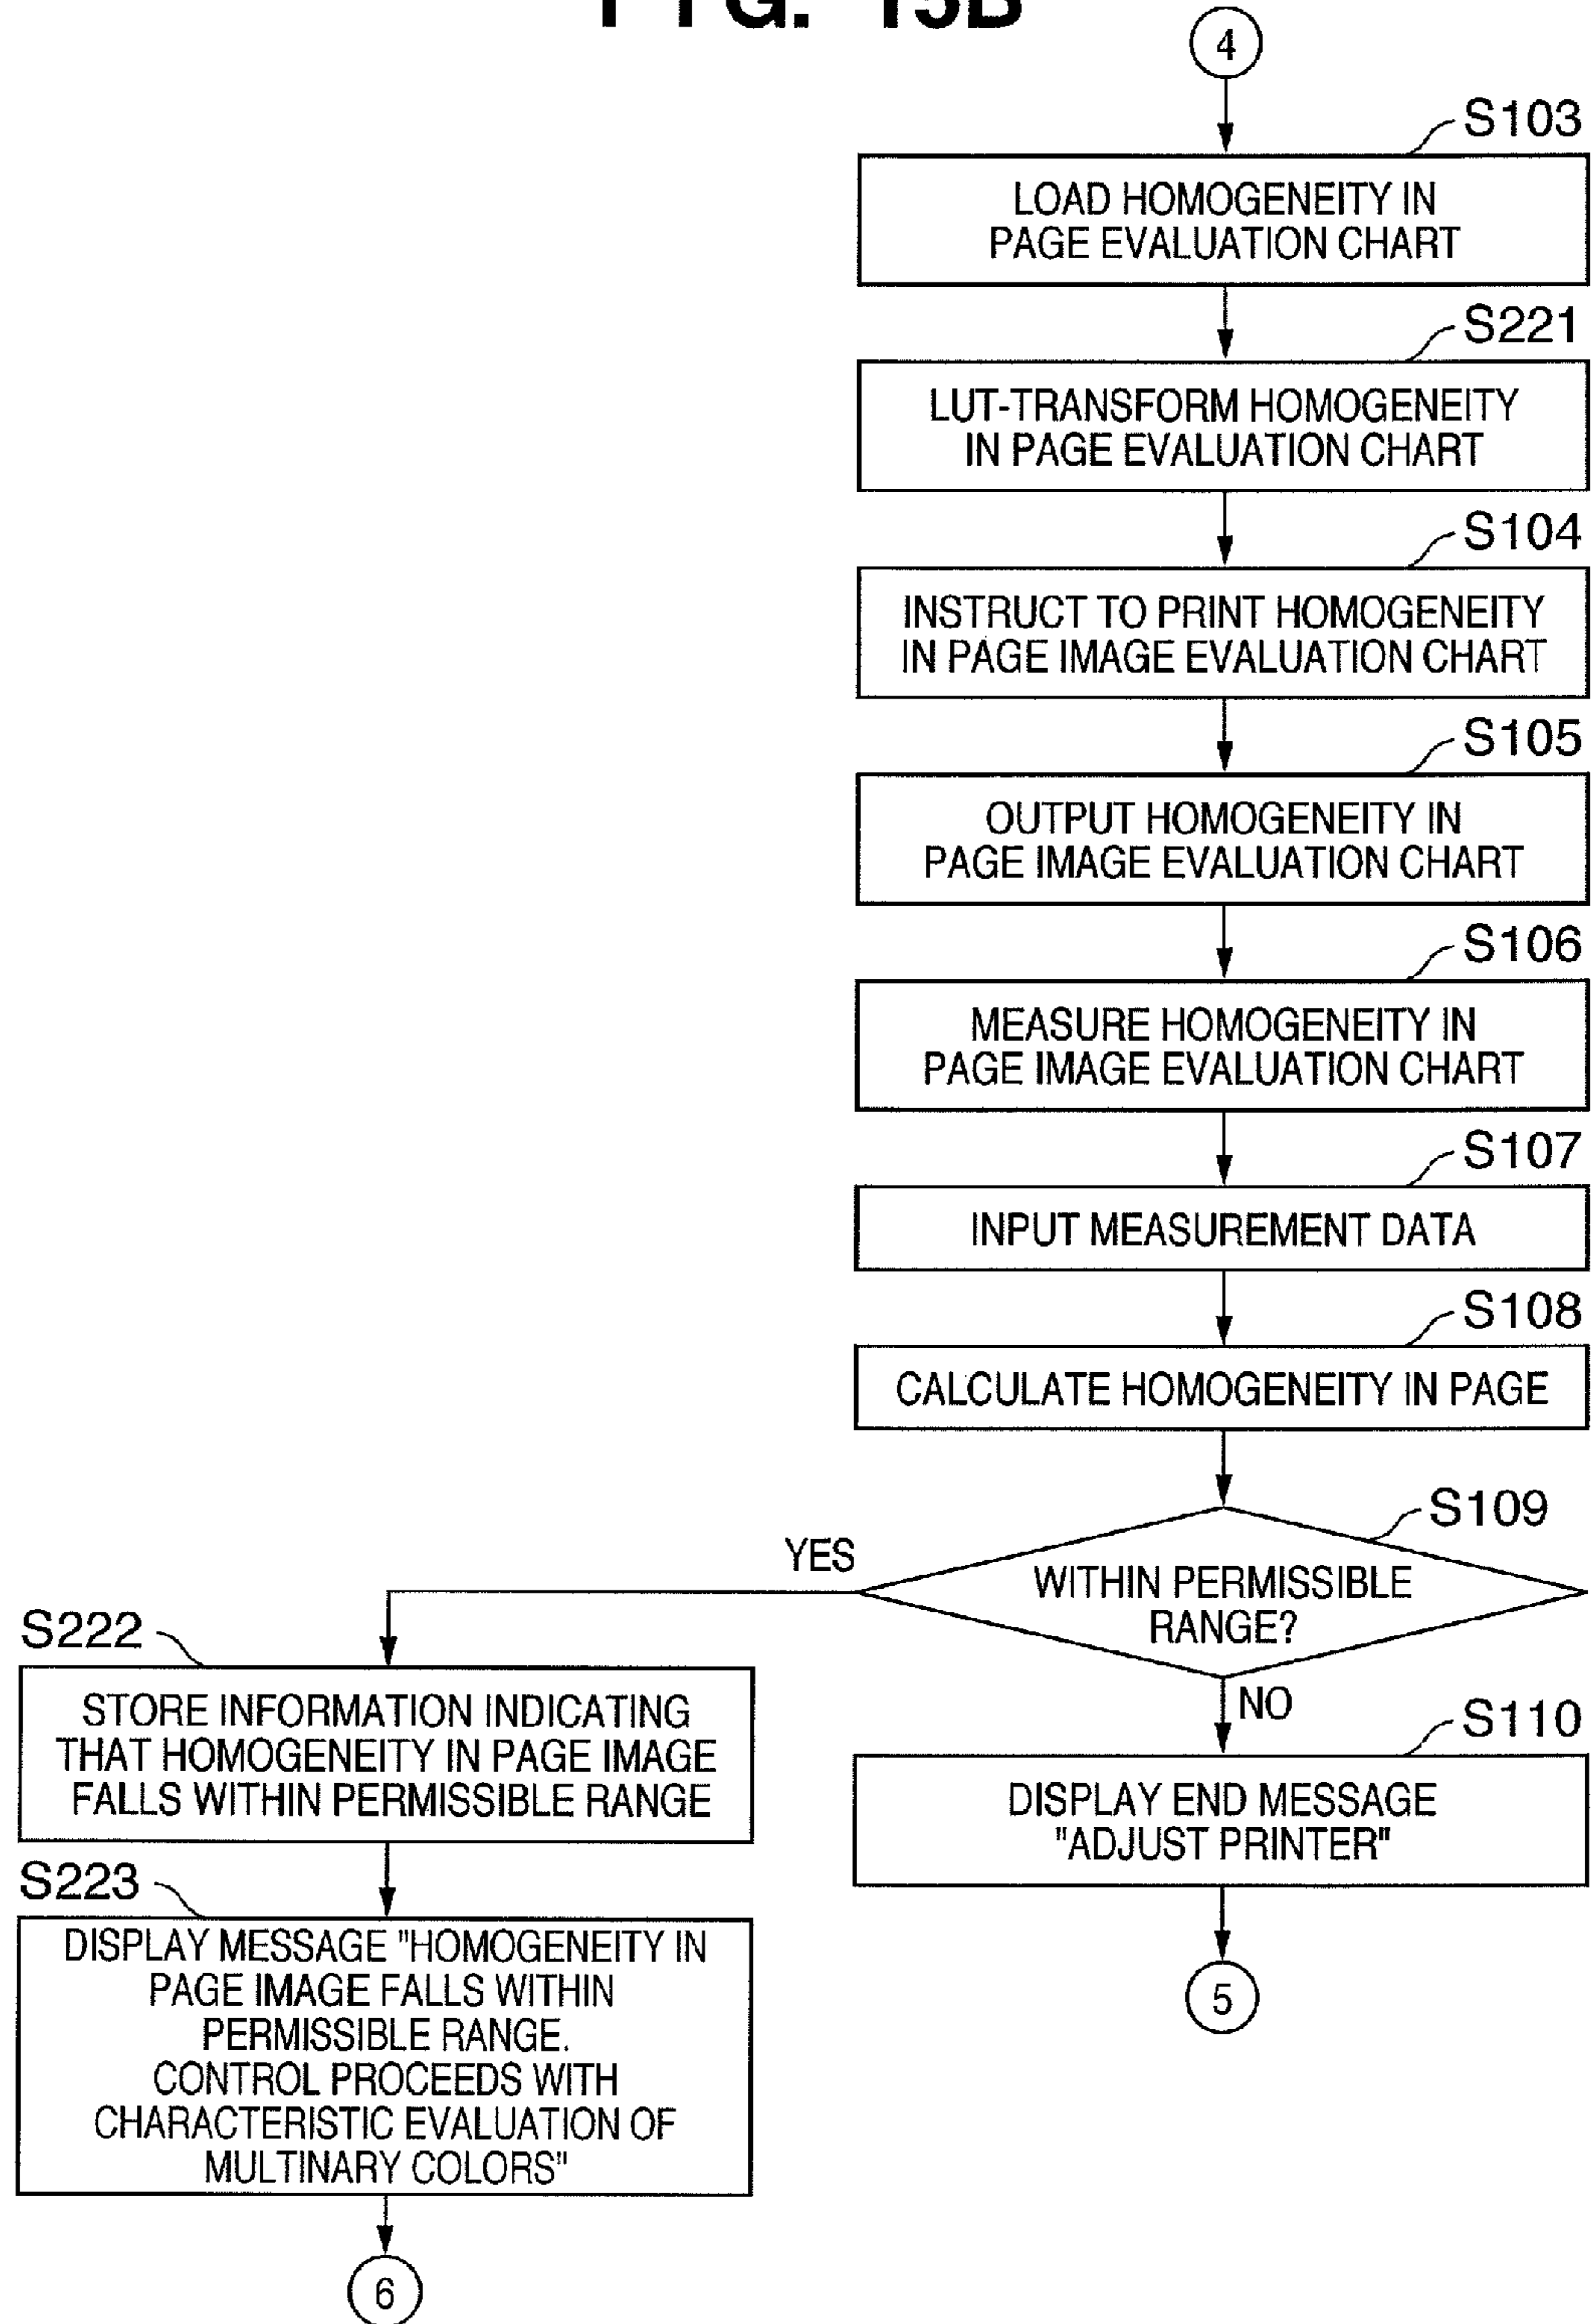 FIG. 15B
4
S103
LOAD HOMOGENEITY IN
PAGE EVALUATION CHART
S221
LUT-TRANSFORM HOMOGENEITY
IN PAGE EVALUATION CHART
S104
INSTRUCT TO PRINT HOMOGENEITY
IN PAGE IMAGE EVALUATION CHART
S105
OUTPUT HOMOGENEITY IN
PAGE IMAGE EVALUATION CHART
S106
MEASURE HOMOGENEITY IN
PAGE IMAGE EVALUATION CHART
S107
INPUT MEASUREMENT DATA
S108
CALCULATE HOMOGENEITY IN PAGE
S109
WITHIN PERMISSIBLE
RANGE?
YES
NO
S222
STORE INFORMATION INDICATING
THAT HOMOGENEITY IN PAGE IMAGE
FALLS WITHIN PERMISSIBLE RANGE
S110
DISPLAY END MESSAGE
"ADJUST PRINTER"
5
S223
DISPLAY MESSAGE "HOMOGENEITY IN
PAGE IMAGE FALLS WITHIN
PERMISSIBLE RANGE.
CONTROL PROCEEDS WITH
CHARACTERISTIC EVALUATION OF
MULTINARY COLORS"
6